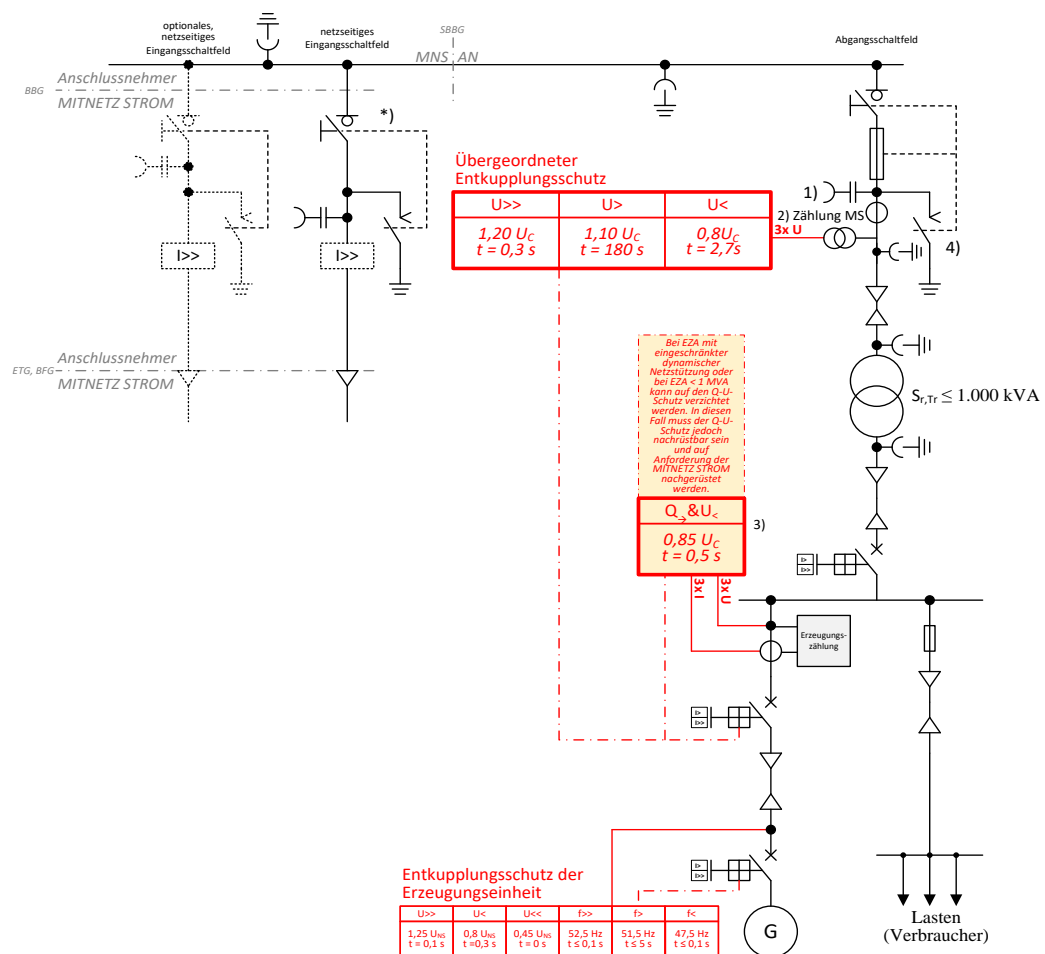 optionales,
netzseitiges
Eingangsschaltfeld
netzseitiges
Eingangsschaltfeld
SBBG
MNS AN
Abgangsschaltfeld
Anschlussnehmer
BBG
MITNETZ STROM
*)
Übergeordneter
Entkupplungsschutz
U>> U> U<
1,20 UC 1,10 UC 0,8UC
t = 0,3 s t = 180 s t = 2,7s
1)
2) Zählung MS
3x U
4)
I>> I>>
Anschlussnehmer
ETG, BFG
MITNETZ STROM
Bei EZA mit
eingeschränkter
dynamischer
Netzstützung oder
bei EZA < 1 MVA
kann auf den Q-U-
Schutz verzichtet
werden. In diesen
Fall muss der Q-U-
Schutz jedoch
nachrüstbar sein
und auf
Anforderung der
MITNETZ STROM
nachgerüstet
werden.
Sr,Tr ≤ 1.000 kVA
Q→&U<
3)
0,85 UC
t = 0,5 s
3x I 3x U
I>
I>>
Erzeugungs-
zählung
I>
I>>
Entkupplungsschutz der
Erzeugungseinheit
I>
I>>
U>> U< U<< f>> f> f<
1,25 UNS 0,8 UNS 0,45 UNS 52,5 Hz 51,5 Hz 47,5 Hz
t = 0,1 s t =0,3 s t = 0 s t ≤ 0,1 s t ≤ 5 s t ≤ 0,1 s
G
Lasten
(Verbraucher)